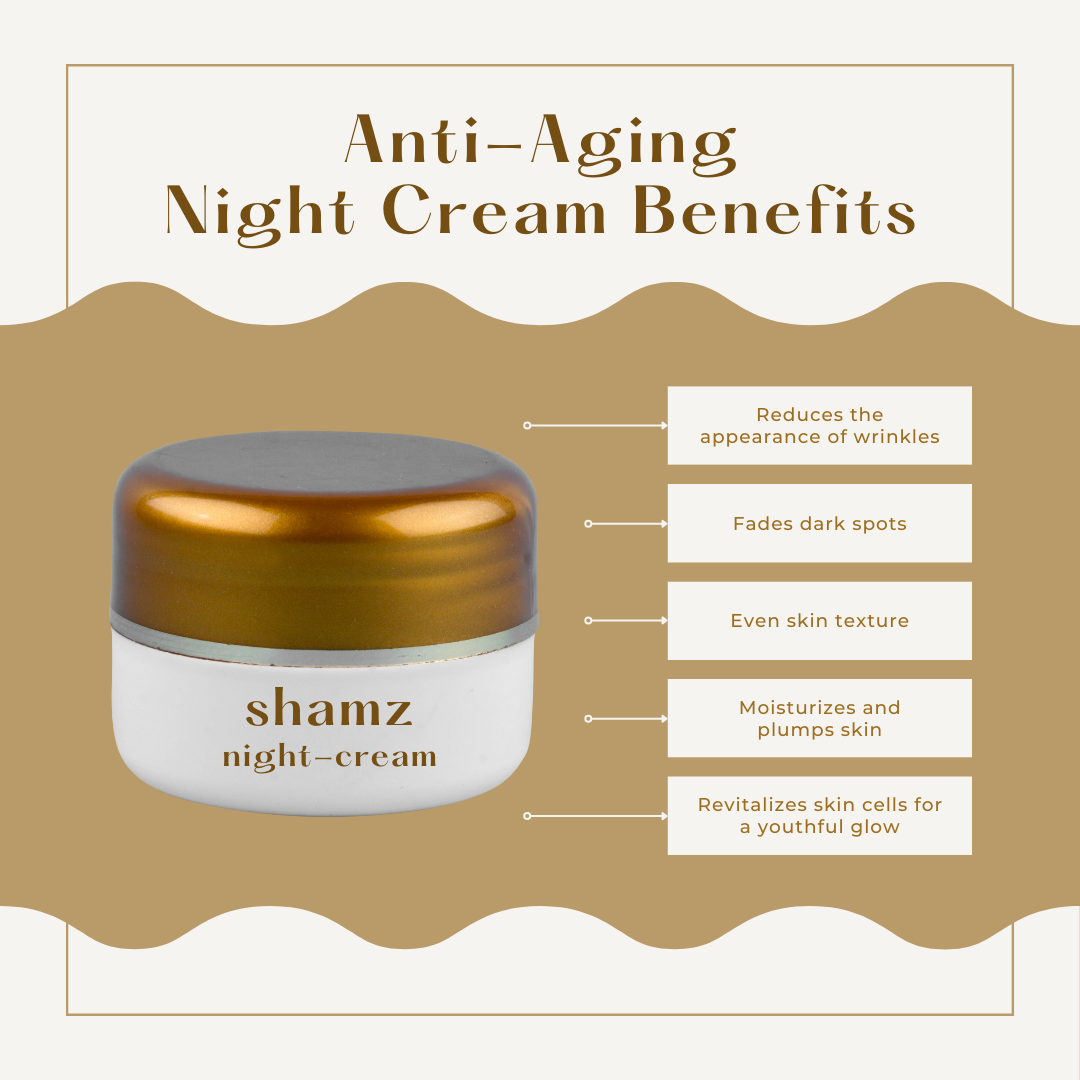 Anti-Aging
Night Cream Benefits
Reduces the
appearance of wrinkles
Fades dark spots
Even skin texture
shamz
night-cream
Moisturizes and
plumps skin
Revitalizes skin cells for
a youthful glow